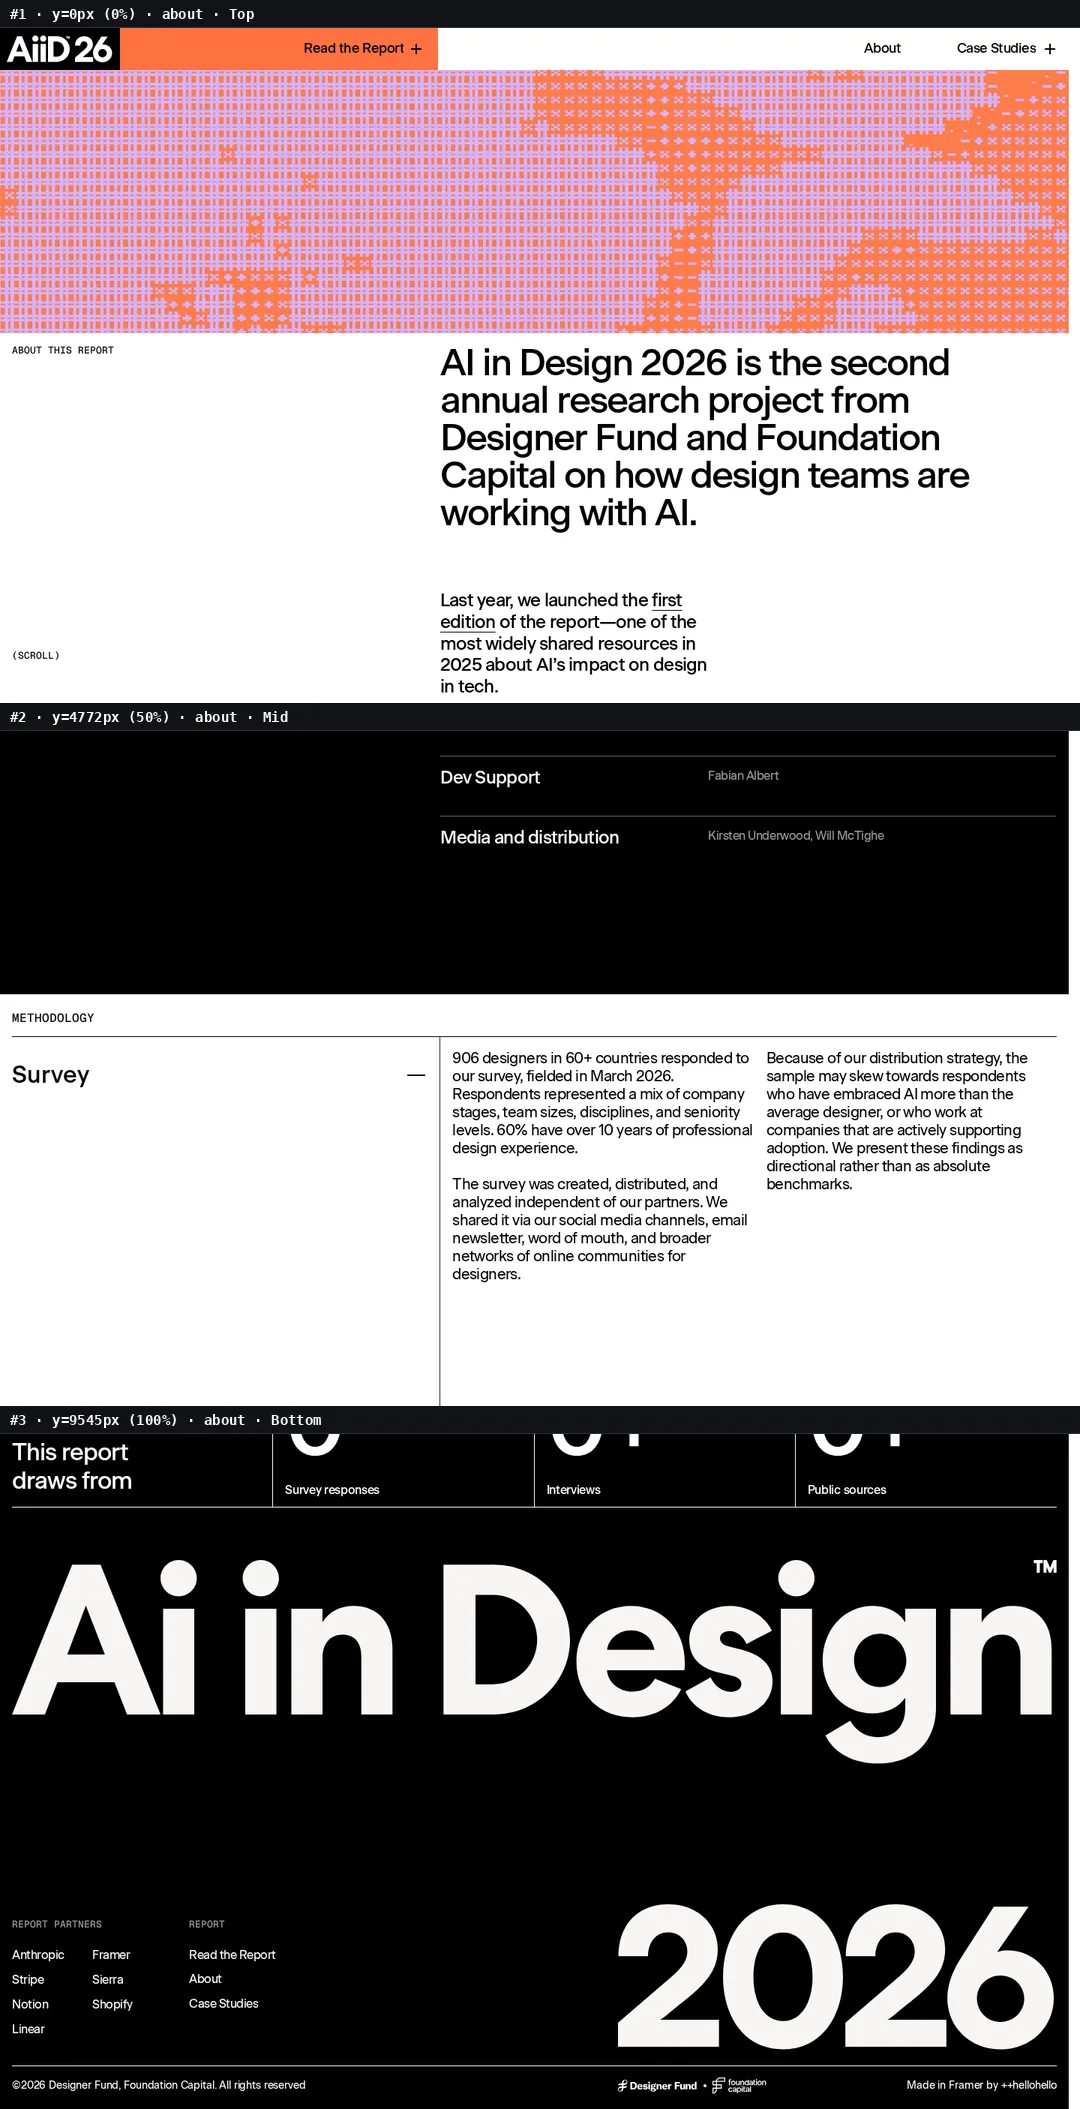 #1 · y=0px (0%) · about · Top
AiiD™ 26
Read the Report +
About
Case Studies +
ABOUT THIS REPORT
AI in Design 2026 is the second
annual research project from
Designer Fund and Foundation
Capital on how design teams are
working with AI.
Last year, we launched the first
edition of the report—one of the
most widely shared resources in
2025 about AI’s impact on design
in tech.
(SCROLL)
#2 · y=4772px (50%) · about · Mid
Dev Support
Fabian Albert
Media and distribution
Kirsten Underwood, Will McTighe
METHODOLOGY
Survey —
906 designers in 60+ countries responded to
our survey, fielded in March 2026.
Respondents represented a mix of company
stages, team sizes, disciplines, and seniority
levels. 60% have over 10 years of professional
design experience.
The survey was created, distributed, and
analyzed independent of our partners. We
shared it via our social media channels, email
newsletter, word of mouth, and broader
networks of online communities for
designers.
Because of our distribution strategy, the
sample may skew towards respondents
who have embraced AI more than the
average designer, or who work at
companies that are actively supporting
adoption. We present these findings as
directional rather than as absolute
benchmarks.
#3 · y=9545px (100%) · about · Bottom
This report
draws from
Survey responses
Interviews
Public sources
Ai in Design™
2026
REPORT PARTNERS
Anthropic
Stripe
Notion
Linear
Framer
Sierra
Shopify
REPORT
Read the Report
About
Case Studies
©2026 Designer Fund, Foundation Capital. All rights reserved
Designer Fund • foundation
capital
Made in Framer by ++hellohello